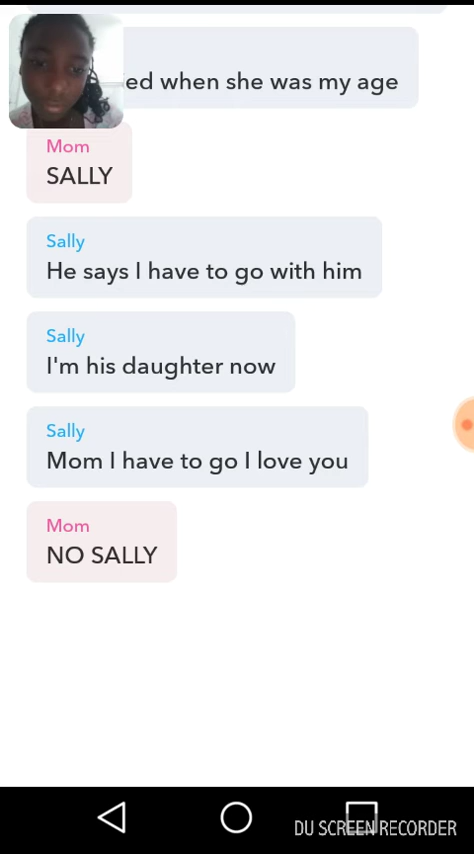 ed when she was my age
Mom
SALLY
Sally
He says I have to go with him
Sally
I'm his daughter now
Sally
Mom I have to go I love you
Mom
NO SALLY
DU SCREEN RECORDER